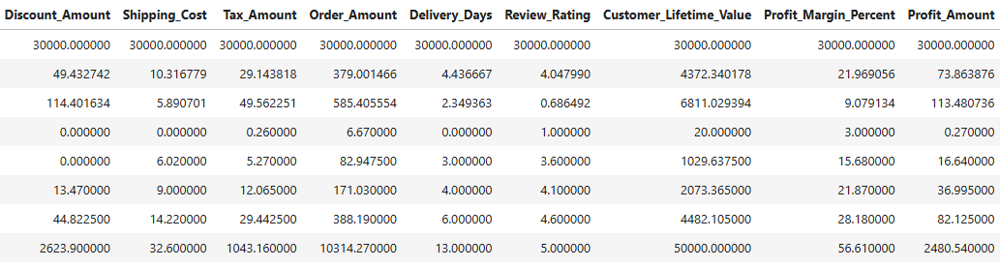 Discount_Amount Shipping_Cost Tax_Amount Order_Amount Delivery_Days Review_Rating Customer_Lifetime_Value Profit_Margin_Percent Profit_Amount
30000.000000 30000.000000 30000.000000 30000.000000 30000.000000 30000.000000 30000.000000 30000.000000 30000.000000
49.432742 10.316779 29.143818 379.001466 4.436667 4.047990 4372.340178 21.969056 73.863876
114.401634 5.890701 49.562251 585.405554 2.349363 0.686492 6811.029394 9.079134 113.480736
0.000000 0.000000 0.260000 6.670000 0.000000 1.000000 20.000000 3.000000 0.270000
0.000000 6.020000 5.270000 82.947500 3.000000 3.600000 1029.637500 15.680000 16.640000
13.470000 9.000000 12.065000 171.030000 4.000000 4.100000 2073.365000 21.870000 36.995000
44.822500 14.220000 29.442500 388.190000 6.000000 4.600000 4482.105000 28.180000 82.125000
2623.900000 32.600000 1043.160000 10314.270000 13.000000 5.000000 50000.000000 56.610000 2480.540000